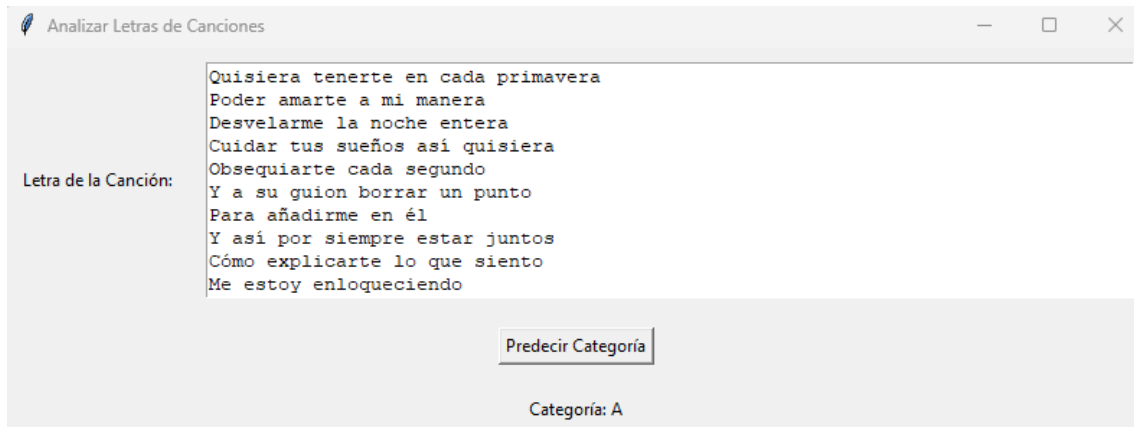 Analizar Letras de Canciones
Quisiera tenerte en cada primavera
Poder amarte a mi manera
Desvelarme la noche entera
Cuidar tus sueños así quisiera
Obsequiarte cada segundo
Letra de la Canción:
Y a su guion borrar un punto
Para añadirme en él
Y así por siempre estar juntos
Cómo explicarte lo que siento
Me estoy enloqueciendo
Predecir Categoría
Categoría: A